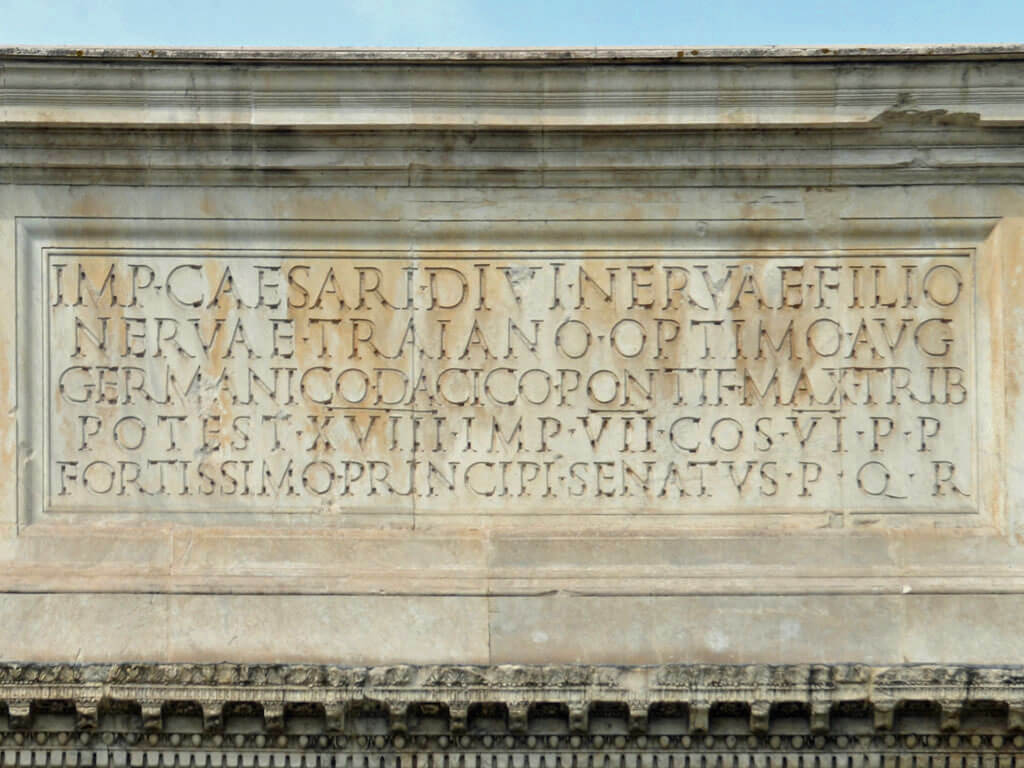 IMP·CAESARI·DIVI·NERVAE·FILIO
NERVAE·TRAIANO·OPTIMO·AVG
GERMANICO·DACICO·PONTIF·MAX·TRIB
POTEST·XVIIII·IMP·VII·COS·VI·P·P
FORTISSIMO·PRINCIPI·SENATVS·P·Q·R